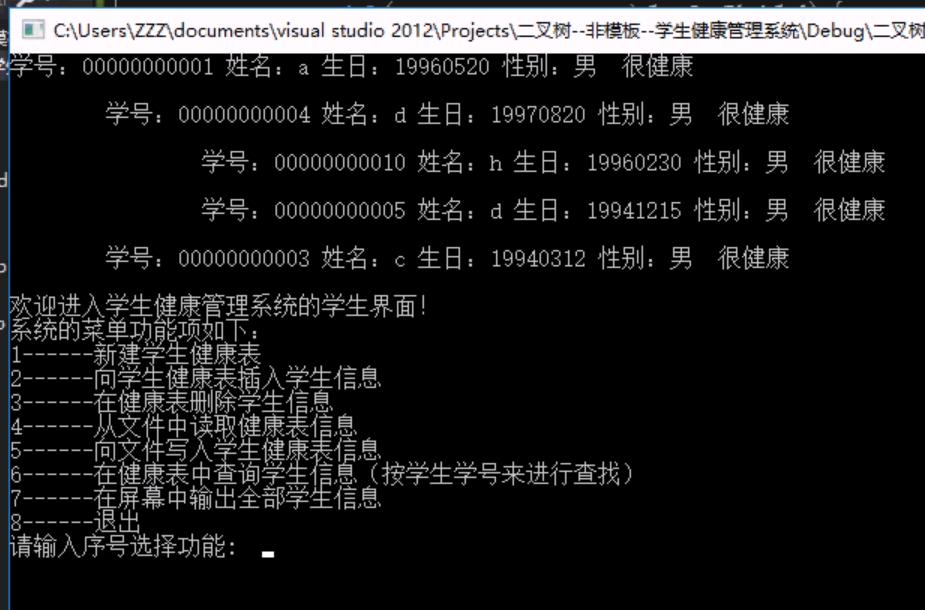 C:\Users\ZZZ\documents\visual studio 2012\Projects\二叉树--非模板--学生健康管理系统\Debug\二叉树
学号：00000000001 姓名：a 生日：19960520 性别：男 很健康
学号：00000000004 姓名：d 生日：19970820 性别：男 很健康
学号：00000000010 姓名：h 生日：19960230 性别：男 很健康
学号：00000000005 姓名：d 生日：19941215 性别：男 很健康
学号：00000000003 姓名：c 生日：19940312 性别：男 很健康
欢迎进入学生健康管理系统的学生界面！
系统的菜单功能项如下：
1------新建学生健康表
2------向学生健康表插入学生信息
3------在健康表删除学生信息
4------从文件中读取健康表信息
5------向文件写入学生健康表信息
6------在健康表中查询学生信息（按学生学号来进行查找）
7------在屏幕中输出全部学生信息
8------退出
请输入序号选择功能：